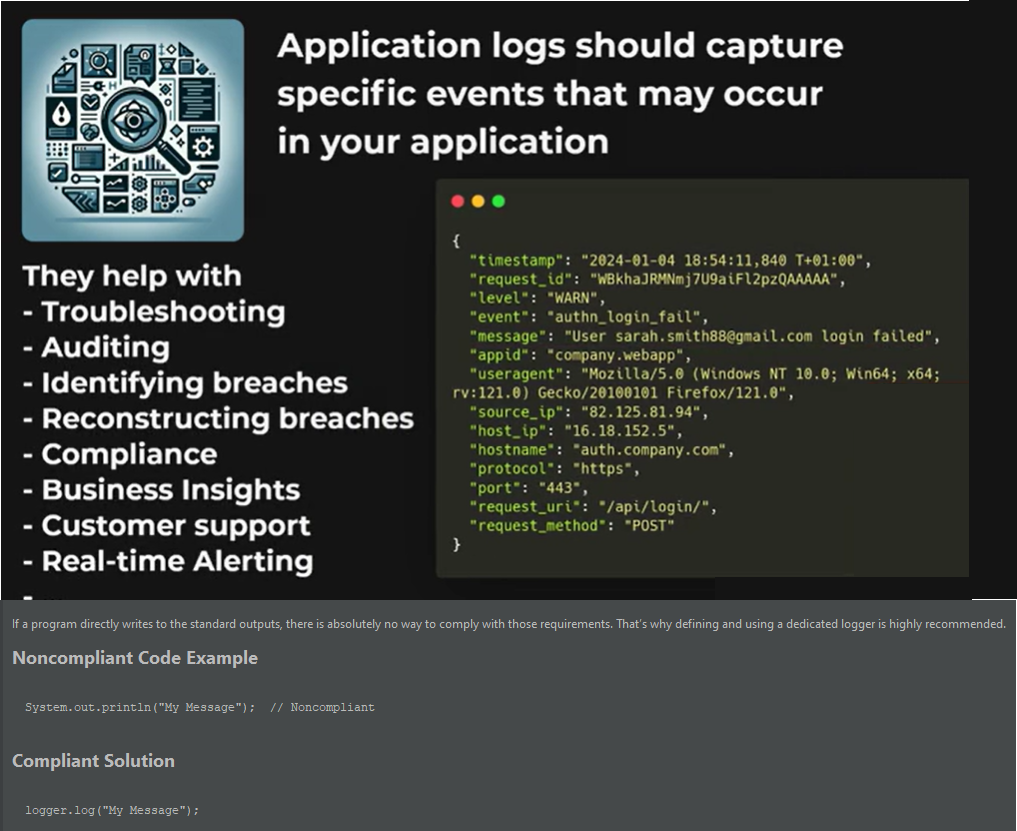 Application logs should capture
specific events that may occur
in your application
They help with
- Troubleshooting
- Auditing
- Identifying breaches
- Reconstructing breaches
- Compliance
- Business Insights
- Customer support
- Real-time Alerting
{
"timestamp": "2024-01-04 18:54:11,840 T+01:00",
"request_id": "WBkhaJRMNmj7U9aiFl2pzQAAAAA",
"level": "WARN",
"event": "authn_login_fail",
"message": "User sarah.smith88@gmail.com login failed",
"appid": "company.webapp",
"useragent": "Mozilla/5.0 (Windows NT 10.0; Win64; x64;
rv:121.0) Gecko/20100101 Firefox/121.0",
"source_ip": "82.125.81.94",
"host_ip": "16.18.152.5",
"hostname": "auth.company.com",
"protocol": "https",
"port": "443",
"request_uri": "/api/login/",
"request_method": "POST"
}
If a program directly writes to the standard outputs, there is absolutely no way to comply with those requirements. That's why defining and using a dedicated logger is highly recommended.
Noncompliant Code Example
System.out.println("My Message");  // Noncompliant
Compliant Solution
logger.log("My Message");